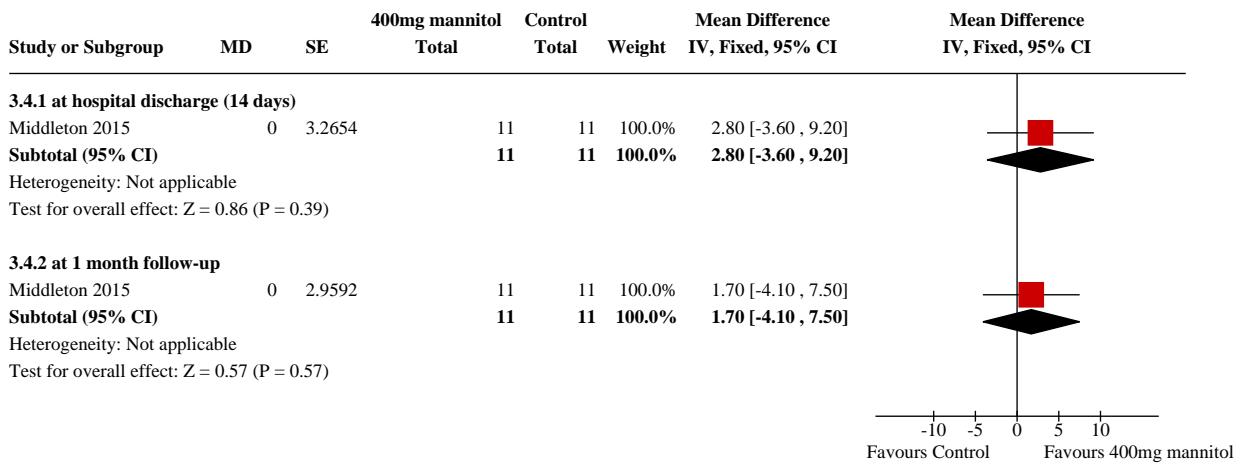 400mg mannitol Control Mean Difference Mean Difference
Study or Subgroup MD SE Total Total Weight IV, Fixed, 95% CI IV, Fixed, 95% CI
3.4.1 at hospital discharge (14 days)
Middleton 2015 0 3.2654 11 11 100.0% 2.80 [-3.60 , 9.20]
Subtotal (95% CI) 11 11 100.0% 2.80 [-3.60 , 9.20]
Heterogeneity: Not applicable
Test for overall effect: Z = 0.86 (P = 0.39)
3.4.2 at 1 month follow-up
Middleton 2015 0 2.9592 11 11 100.0% 1.70 [-4.10 , 7.50]
Subtotal (95% CI) 11 11 100.0% 1.70 [-4.10 , 7.50]
Heterogeneity: Not applicable
Test for overall effect: Z = 0.57 (P = 0.57)
-10 -5 0 5 10
Favours Control Favours 400mg mannitol